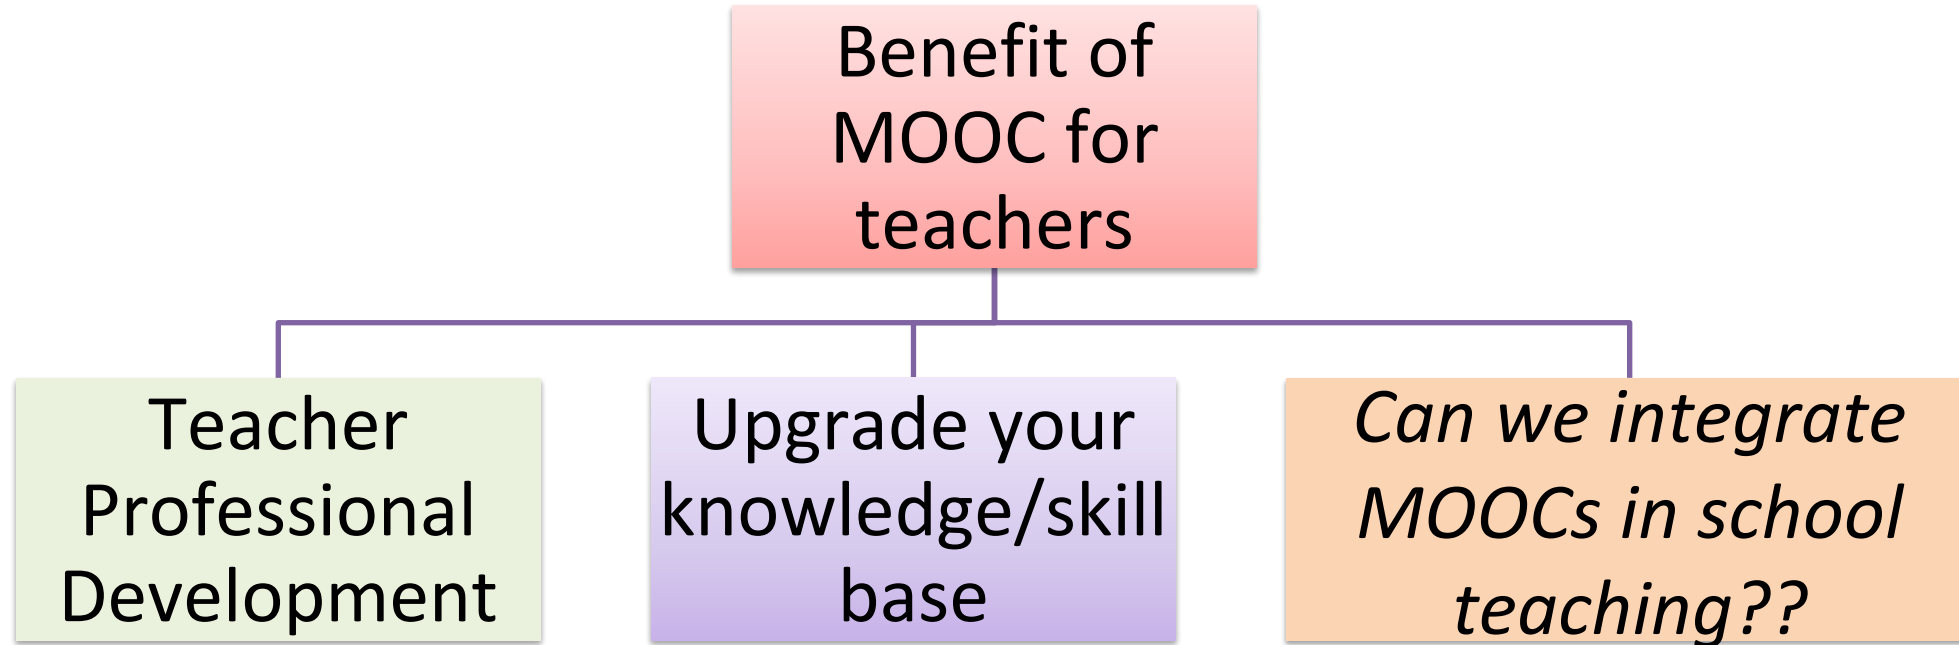 Benefit of
MOOC for
teachers
Teacher
Professional
Development
Upgrade your
knowledge/skill
base
Can we integrate
MOOCs in school
teaching??